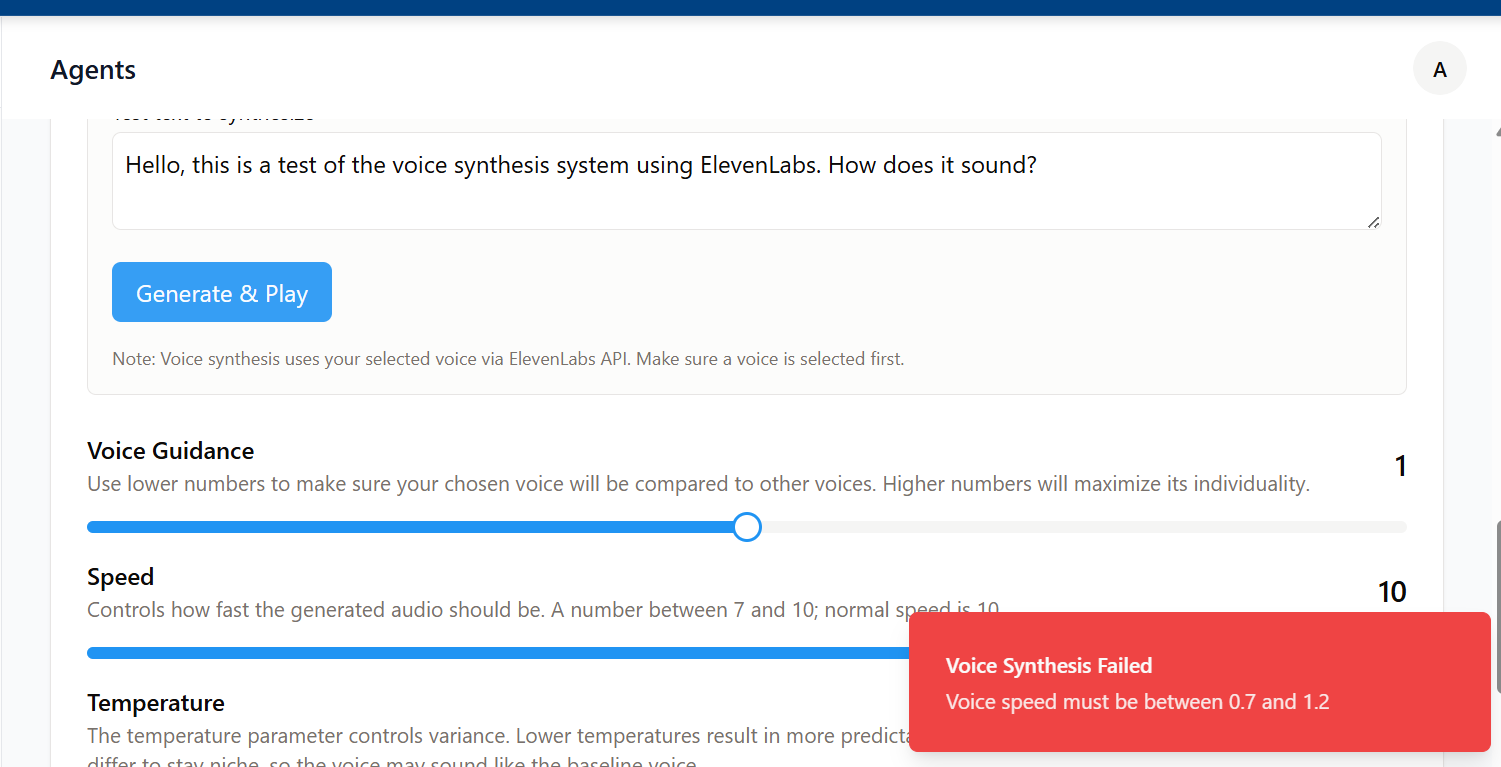 Agents
A
Hello, this is a test of the voice synthesis system using ElevenLabs. How does it sound?
Generate & Play
Note: Voice synthesis uses your selected voice via ElevenLabs API. Make sure a voice is selected first.
Voice Guidance
1
Use lower numbers to make sure your chosen voice will be compared to other voices. Higher numbers will maximize its individuality.
Speed
10
Controls how fast the generated audio should be. A number between 7 and 10; normal speed is 10
Voice Synthesis Failed
Voice speed must be between 0.7 and 1.2
Temperature
The temperature parameter controls variance. Lower temperatures result in more
differ to stay niche, so the voice may sound like the baseline voice.